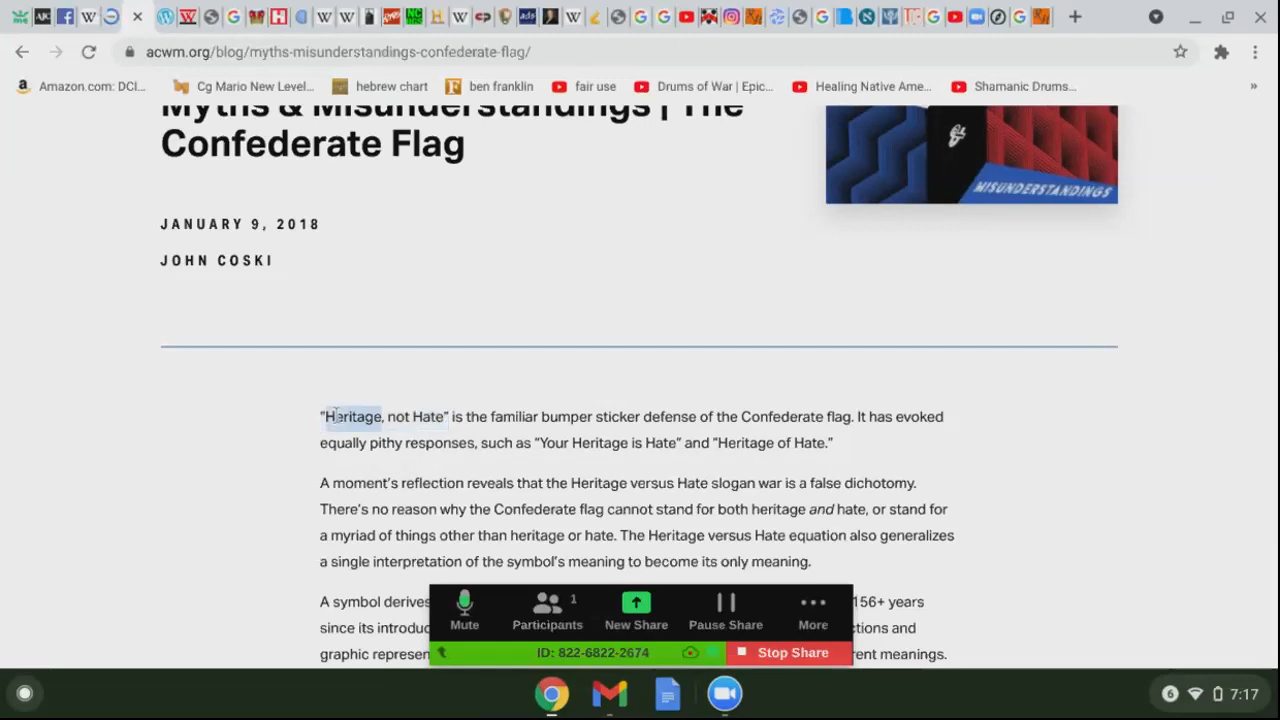 acwm.org/blog/myths-misunderstandings-confederate-flag/
Amazon.com: DCI... Cg Mario New Level... hebrew chart ben franklin fair use Drums of War | Epic... Healing Native Ame... Shamanic Drums... »
Myths & Misunderstandings | The
Confederate Flag
MISUNDERSTANDINGS
JANUARY 9, 2018
JOHN COSKI
“Heritage, not Hate” is the familiar bumper sticker defense of the Confederate flag. It has evoked
equally pithy responses, such as “Your Heritage is Hate” and “Heritage of Hate.”
A moment’s reflection reveals that the Heritage versus Hate slogan war is a false dichotomy.
There’s no reason why the Confederate flag cannot stand for both heritage and hate, or stand for
a myriad of things other than heritage or hate. The Heritage versus Hate equation also generalizes
a single interpretation of the symbol’s meaning to become its only meaning.
A symbol derives 156+ years
since its introduc ctions and
graphic represen rent meanings.
1
Mute Participants New Share Pause Share More
ID: 822-6822-2674 Stop Share
6 7:17